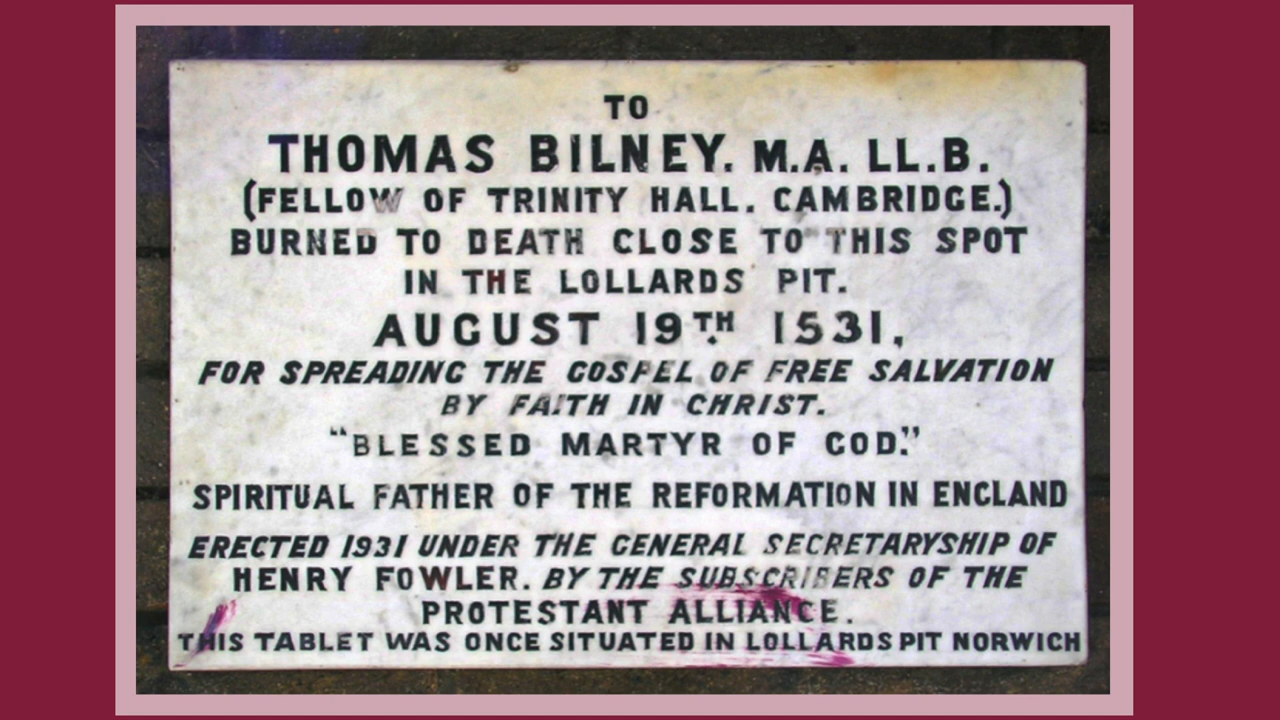 TO
THOMAS BILNEY. M.A. LL.B.
(FELLOW OF TRINITY HALL. CAMBRIDGE.)
BURNED TO DEATH CLOSE TO THIS SPOT
IN THE LOLLARDS PIT.
AUGUST 19TH 1531,
FOR SPREADING THE GOSPEL OF FREE SALVATION
BY FAITH IN CHRIST.
"BLESSED MARTYR OF GOD."
SPIRITUAL FATHER OF THE REFORMATION IN ENGLAND
ERECTED 1931 UNDER THE GENERAL SECRETARYSHIP OF
HENRY FOWLER. BY THE SUBSCRIBERS OF THE
PROTESTANT ALLIANCE.
THIS TABLET WAS ONCE SITUATED IN LOLLARDS PIT NORWICH